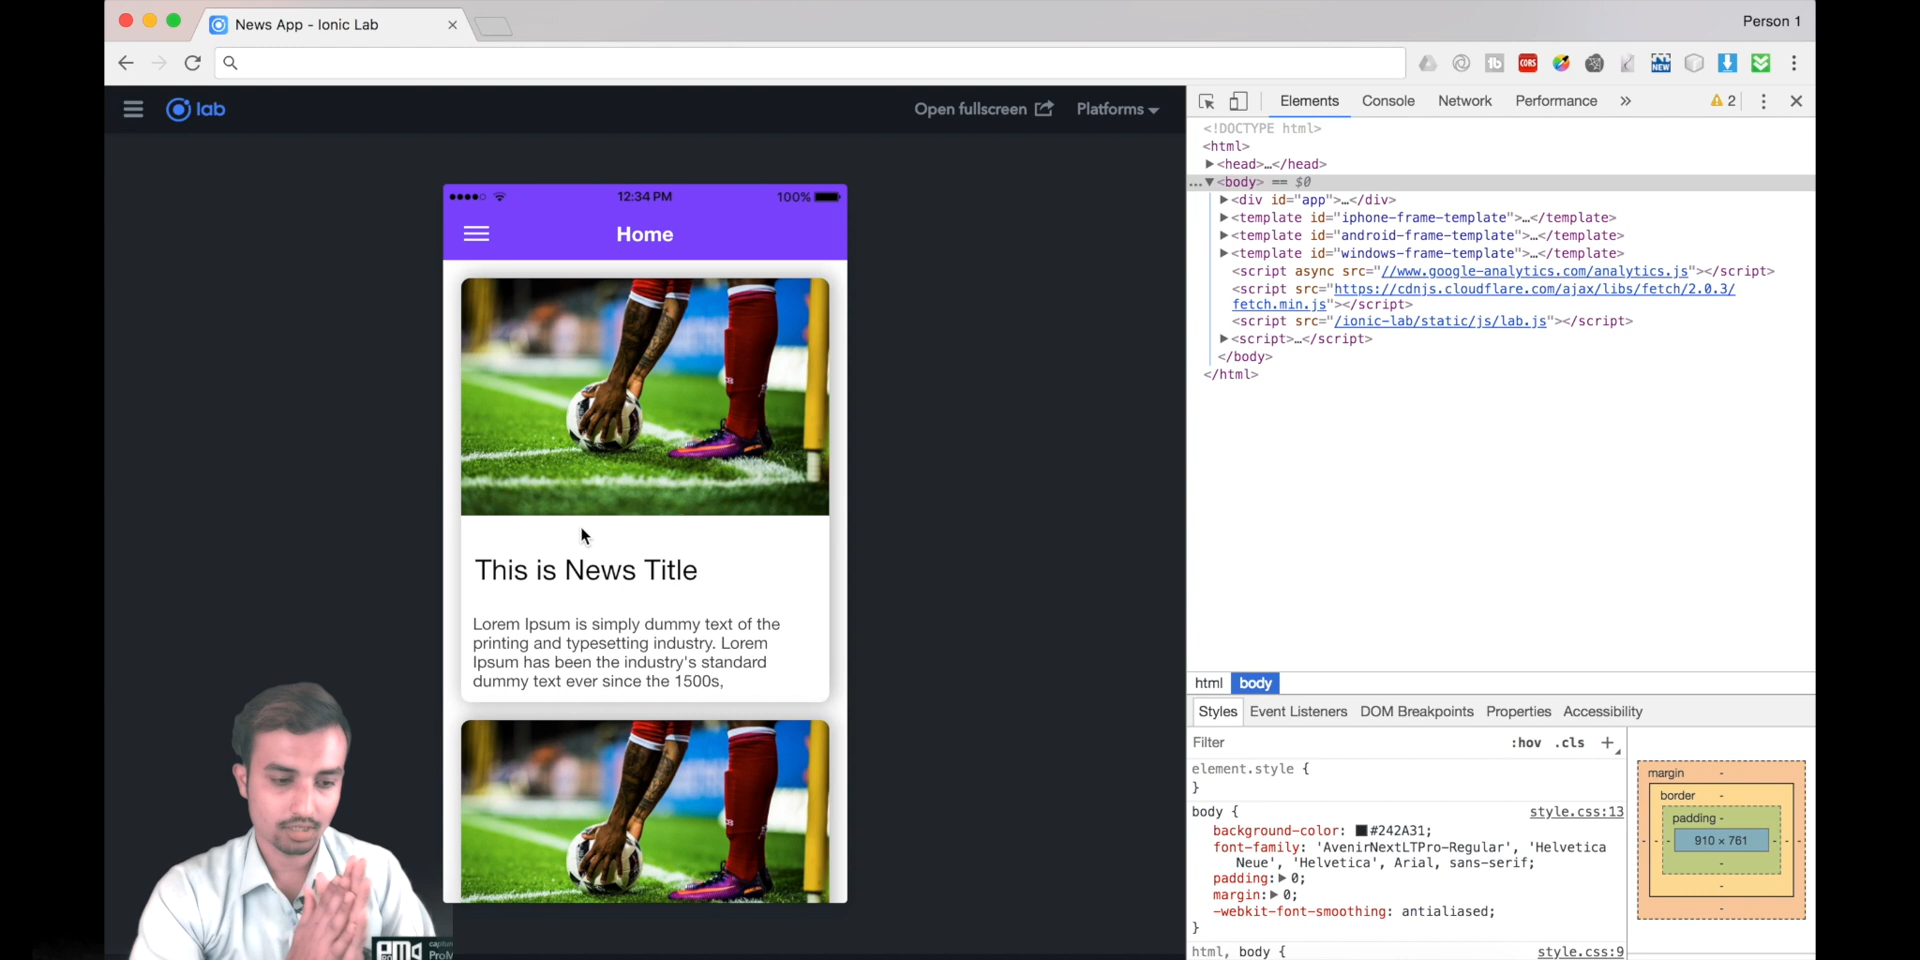 News App - Ionic Lab
Person 1
1b
CORS
NEW
lab
Open fullscreen
Platforms
12:34 PM
100%
Home
This is News Title
Lorem Ipsum is simply dummy text of the
printing and typesetting industry. Lorem
Ipsum has been the industry's standard
dummy text ever since the 1500s,
Elements Console Network Performance » 2
<!DOCTYPE html>
<html>
<head>…</head>
…<body> == $0
<div id="app">…</div>
<template id="iphone-frame-template">…</template>
<template id="android-frame-template">…</template>
<template id="windows-frame-template">…</template>
<script async src="//www.google-analytics.com/analytics.js"></script>
<script src="https://cdnjs.cloudflare.com/ajax/libs/fetch/2.0.3/
fetch.min.js"></script>
<script src="/ionic-lab/static/js/lab.js"></script>
<script>…</script>
</body>
</html>
html body
Styles Event Listeners DOM Breakpoints Properties Accessibility
Filter :hov .cls +
element.style {
}
body { style.css:13
background-color: #242A31;
font-family: 'AvenirNextLTPro-Regular', 'Helvetica
Neue', 'Helvetica', Arial, sans-serif;
padding: 0;
margin: 0;
-webkit-font-smoothing: antialiased;
}
html, body { style.css:9
margin -
border -
padding -
910 × 761